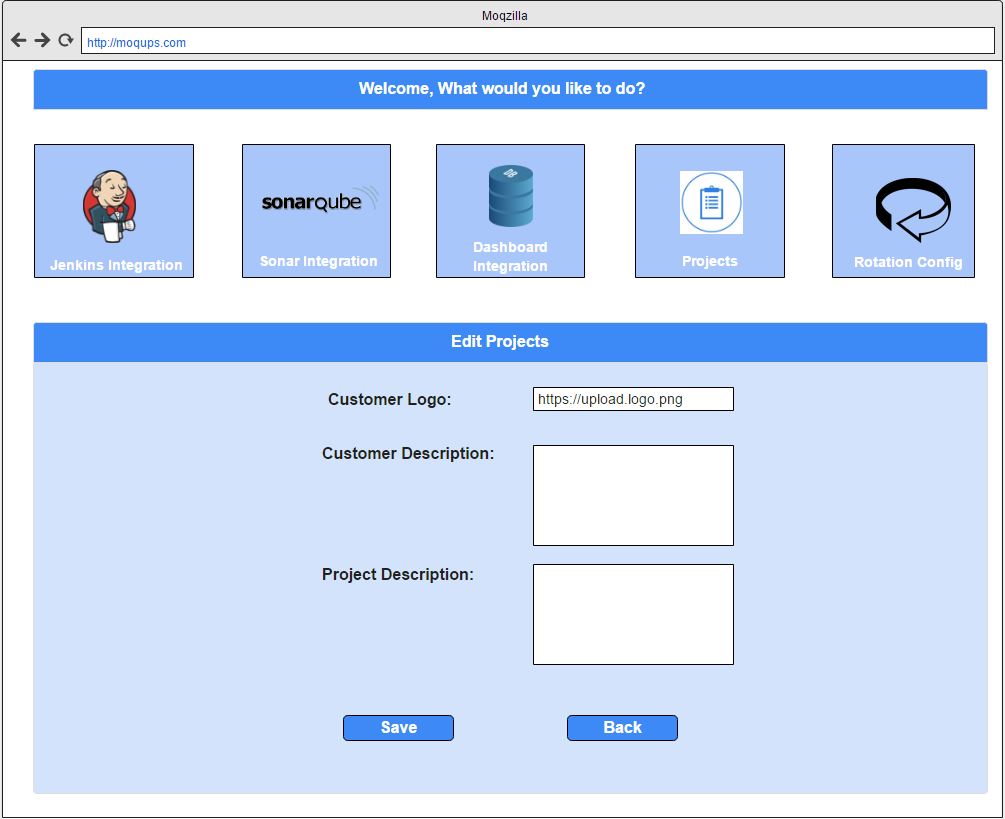 Moqzilla
http://moqups.com
Welcome, What would you like to do?
sonarqube
Jenkins Integration
Sonar Integration
Dashboard
Integration
Projects
Rotation Config
Edit Projects
Customer Logo:
https://upload.logo.png
Customer Description:
Project Description:
Save
Back